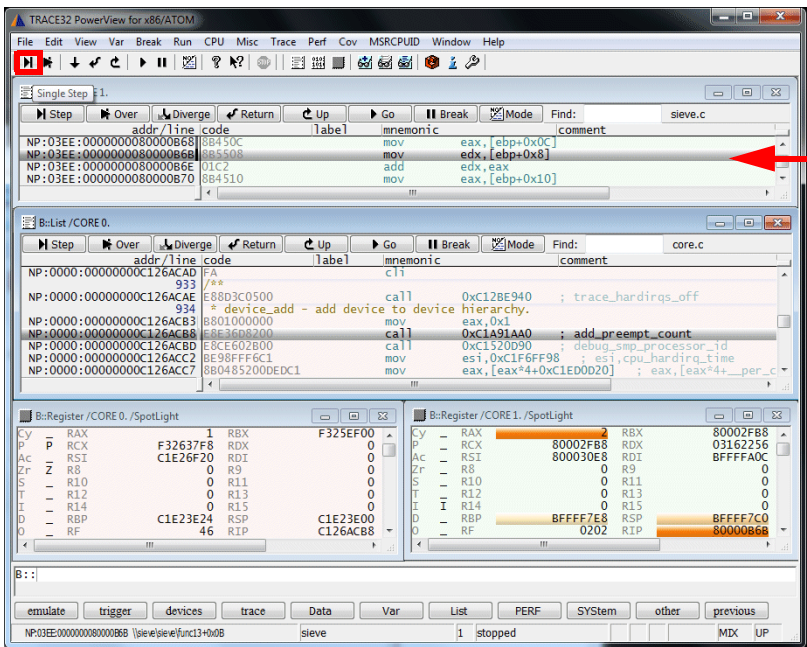 TRACE32 PowerView for x86/ATOM
File Edit View Var Break Run CPU Misc Trace Perf Cov MSRCPUID Window Help
Single Step
1.
Step Over Diverge Return Up Go Break Mode Find: sieve.c
addr/line code label mnemonic comment
NP:03EE:0000000080000B68 8B450C mov eax,[ebp+0x0C]
NP:03EE:0000000080000B6B 8B5508 mov edx,[ebp+0x8]
NP:03EE:0000000080000B6E 01C2 add edx,eax
NP:03EE:0000000080000B70 8B4510 mov eax,[ebp+0x10]
B::List /CORE 0.
Step Over Diverge Return Up Go Break Mode Find: core.c
addr/line code label mnemonic comment
NP:0000:00000000C126ACAD FA cli
933 /**
NP:0000:00000000C126ACAE E88D3C0500 call 0xC12BE940 ; trace_hardirqs_off
934 * device_add - add device to device hierarchy.
NP:0000:00000000C126ACB3 B801000000 mov eax,0x1
NP:0000:00000000C126ACB8 E8E36D8200 call 0xC1A91AA0 ; add_preempt_count
NP:0000:00000000C126ACBD E8CE602B00 call 0xC1520D90 ; debug_smp_processor_id
NP:0000:00000000C126ACC2 BE98FFF6C1 mov esi,0xC1F6FF98 ; esi,cpu_hardirq_time
NP:0000:00000000C126ACC7 8B0485200DEDC1 mov eax,[eax*4+0xC1ED0D20] ; eax,[eax*4+__per_c
B::Register /CORE 0. /SpotLight
Cy _ RAX 1 RBX F325EF00
P P RCX F32637F8 RDX 0
Ac _ RSI C1E26F20 RDI 0
Zr Z R8 0 R9 0
S _ R10 0 R11 0
T _ R12 0 R13 0
I _ R14 0 R15 0
D _ RBP C1E23E24 RSP C1E23E00
O _ RF 46 RIP C126ACB8
B::Register /CORE 1. /SpotLight
Cy _ RAX 2 RBX 80002FB8
P _ RCX 80002FB8 RDX 03162256
Ac _ RSI 800030E8 RDI BFFFFA0C
Zr _ R8 0 R9 0
S _ R10 0 R11 0
T _ R12 0 R13 0
I I R14 0 R15 0
D _ RBP BFFFF7E8 RSP BFFFF7C0
O _ RF 0202 RIP 80000B6B
B::
emulate trigger devices trace Data Var List PERF SYStem other previous
NP:03EE:0000000080000B6B \\sieve\sieve\func13+0x0B sieve 1 stopped MIX UP